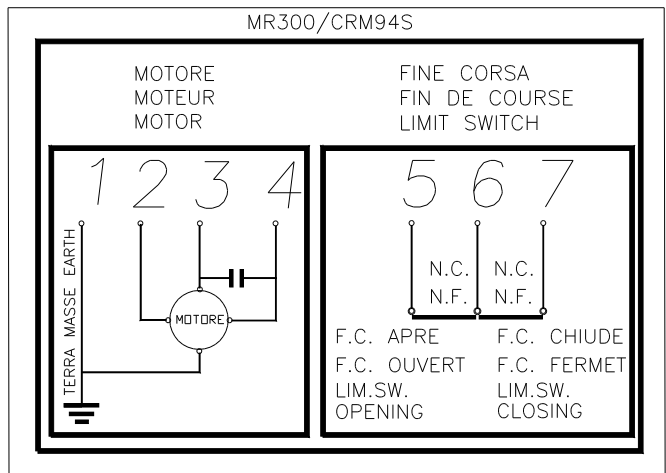 MR300/CRM94S
MOTORE
MOTEUR
MOTOR
FINE CORSA
FIN DE COURSE
LIMIT SWITCH
1 2 3 4
TERRA MASSE EARTH
MOTORE
5 6 7
N.C. N.C.
N.F. N.F.
F.C. APRE
F.C. OUVERT
LIM.SW.
OPENING
F.C. CHIUDE
F.C. FERMET
LIM.SW.
CLOSING